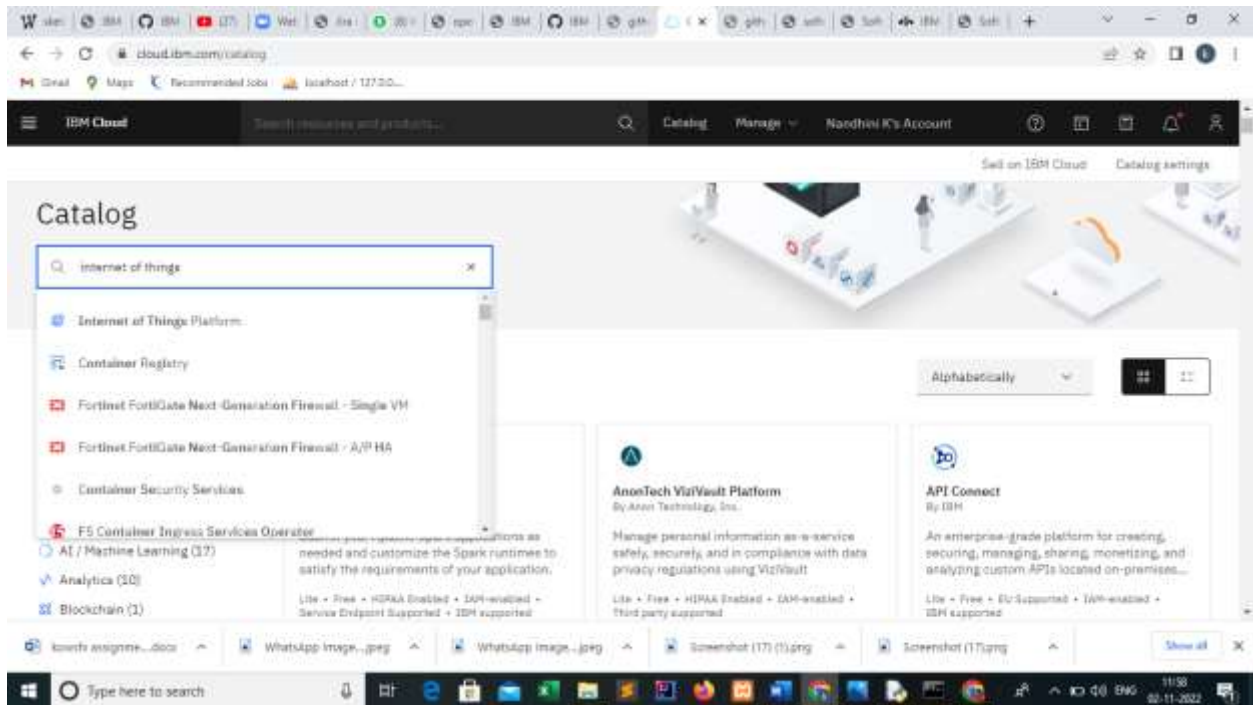 cloud.ibm.com/catalog
Gmail Maps Recommended Jobs localhost / 127.0.0...
IBM Cloud Search resources and products... Catalog Manage Nandhini K's Account
Sell on IBM Cloud Catalog settings
Catalog
internet of things
Internet of Things Platform
Container Registry
Fortinet FortiGate Next-Generation Firewall - Single VM
Fortinet FortiGate Next-Generation Firewall - A/P HA
Container Security Services
F5 Container Ingress Services Operator
AI / Machine Learning (17)
Analytics (10)
Blockchain (1)
Alphabetically
needed and customize the Spark runtimes to
satisfy the requirements of your application.
Lite • Free • HIPAA Enabled • IAM-enabled •
Service Endpoint Supported • IBM supported
AnonTech ViziVault Platform
By Anon Technology, Inc.
Manage personal information as-a-service
safely, securely, and in compliance with data
privacy regulations using ViziVault
Lite • Free • HIPAA Enabled • IAM-enabled •
Third party supported
API Connect
By IBM
An enterprise-grade platform for creating,
securing, managing, sharing, monetizing, and
analyzing custom APIs located on-premises...
Lite • Free • EU Supported • IAM-enabled •
IBM supported
assignme....docx WhatsApp Image...jpeg WhatsApp Image...jpeg Screenshot (17) (1).png Screenshot (17).png Show all
Type here to search ENG 11:58
02-11-2022